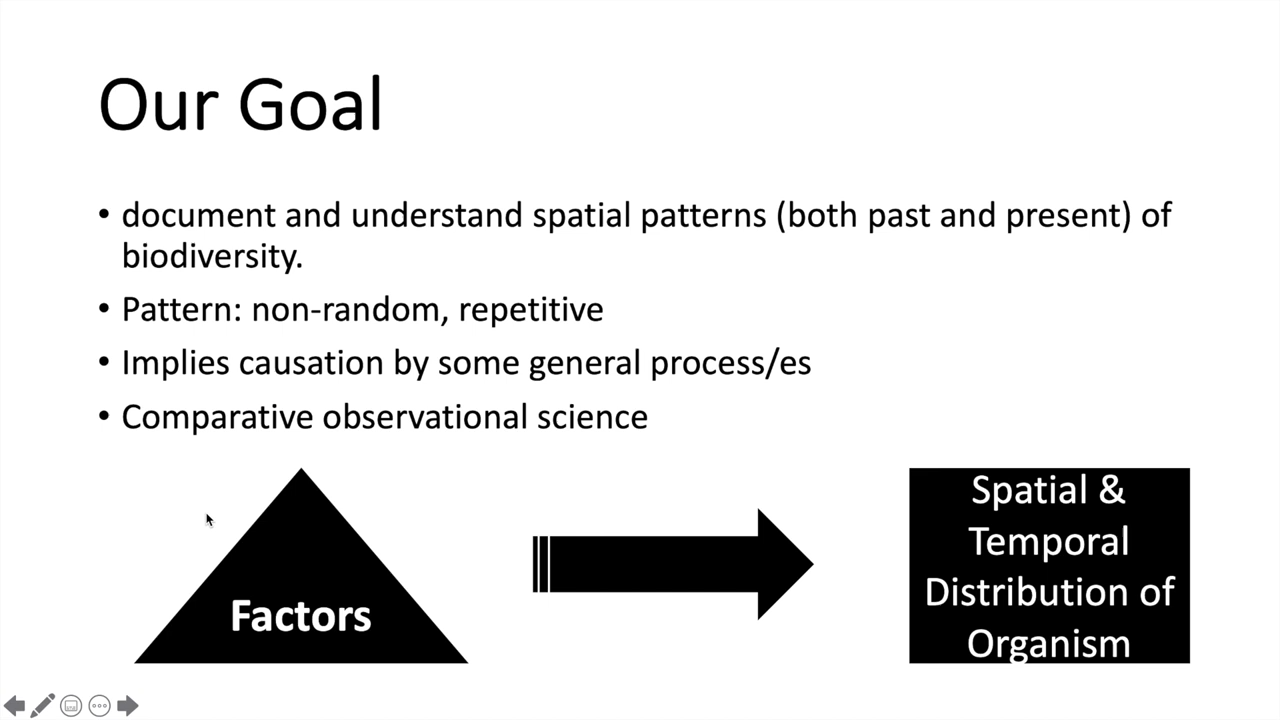 Our Goal
• document and understand spatial patterns (both past and present) of
biodiversity.
• Pattern: non-random, repetitive
• Implies causation by some general process/es
• Comparative observational science
Factors
Spatial &
Temporal
Distribution of
Organism